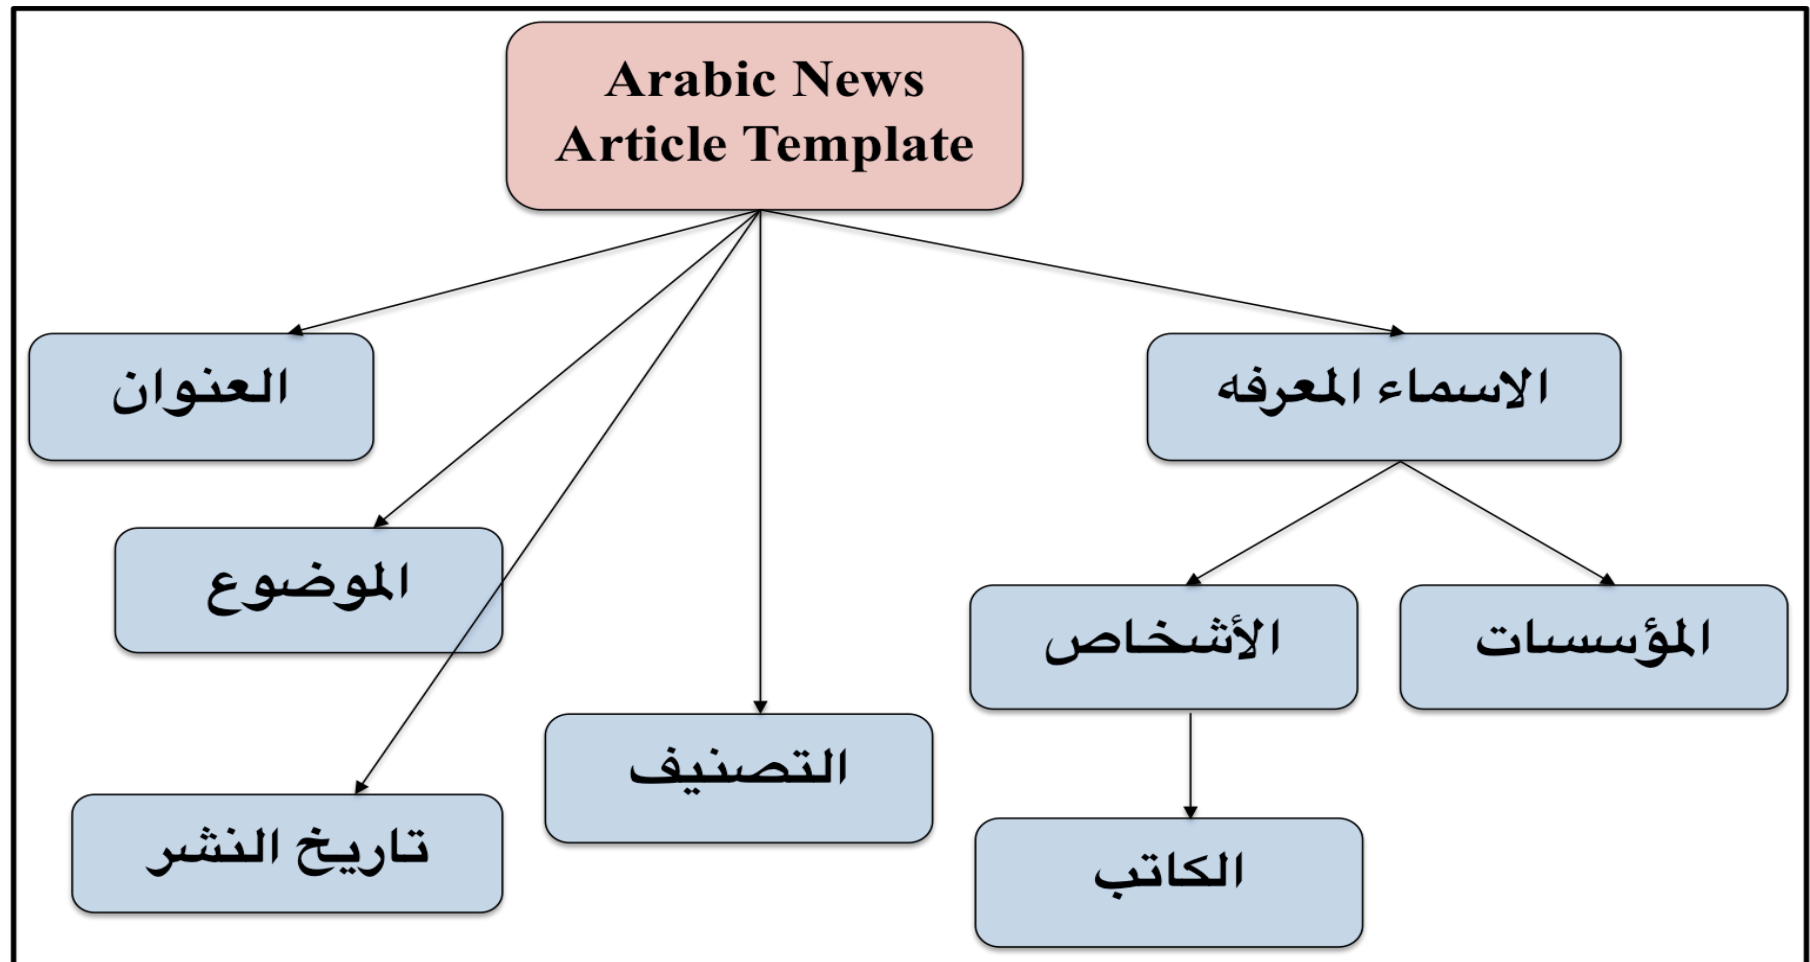 Arabic News
Article Template
العنوان
الاسماء المعرفه
الموضوع
الأشخاص
المؤسسات
التصنيف
تاريخ النشر
الكاتب